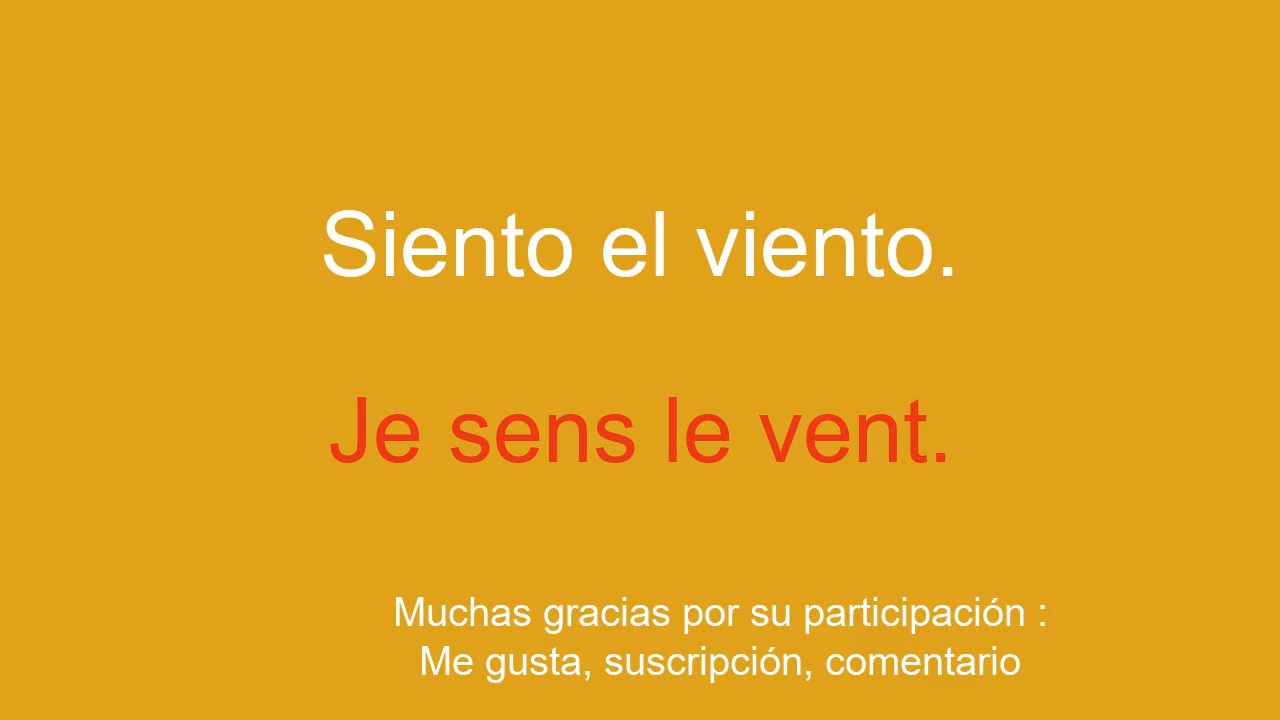 Siento el viento.
Je sens le vent.
Muchas gracias por su participación :
Me gusta, suscripción, comentario